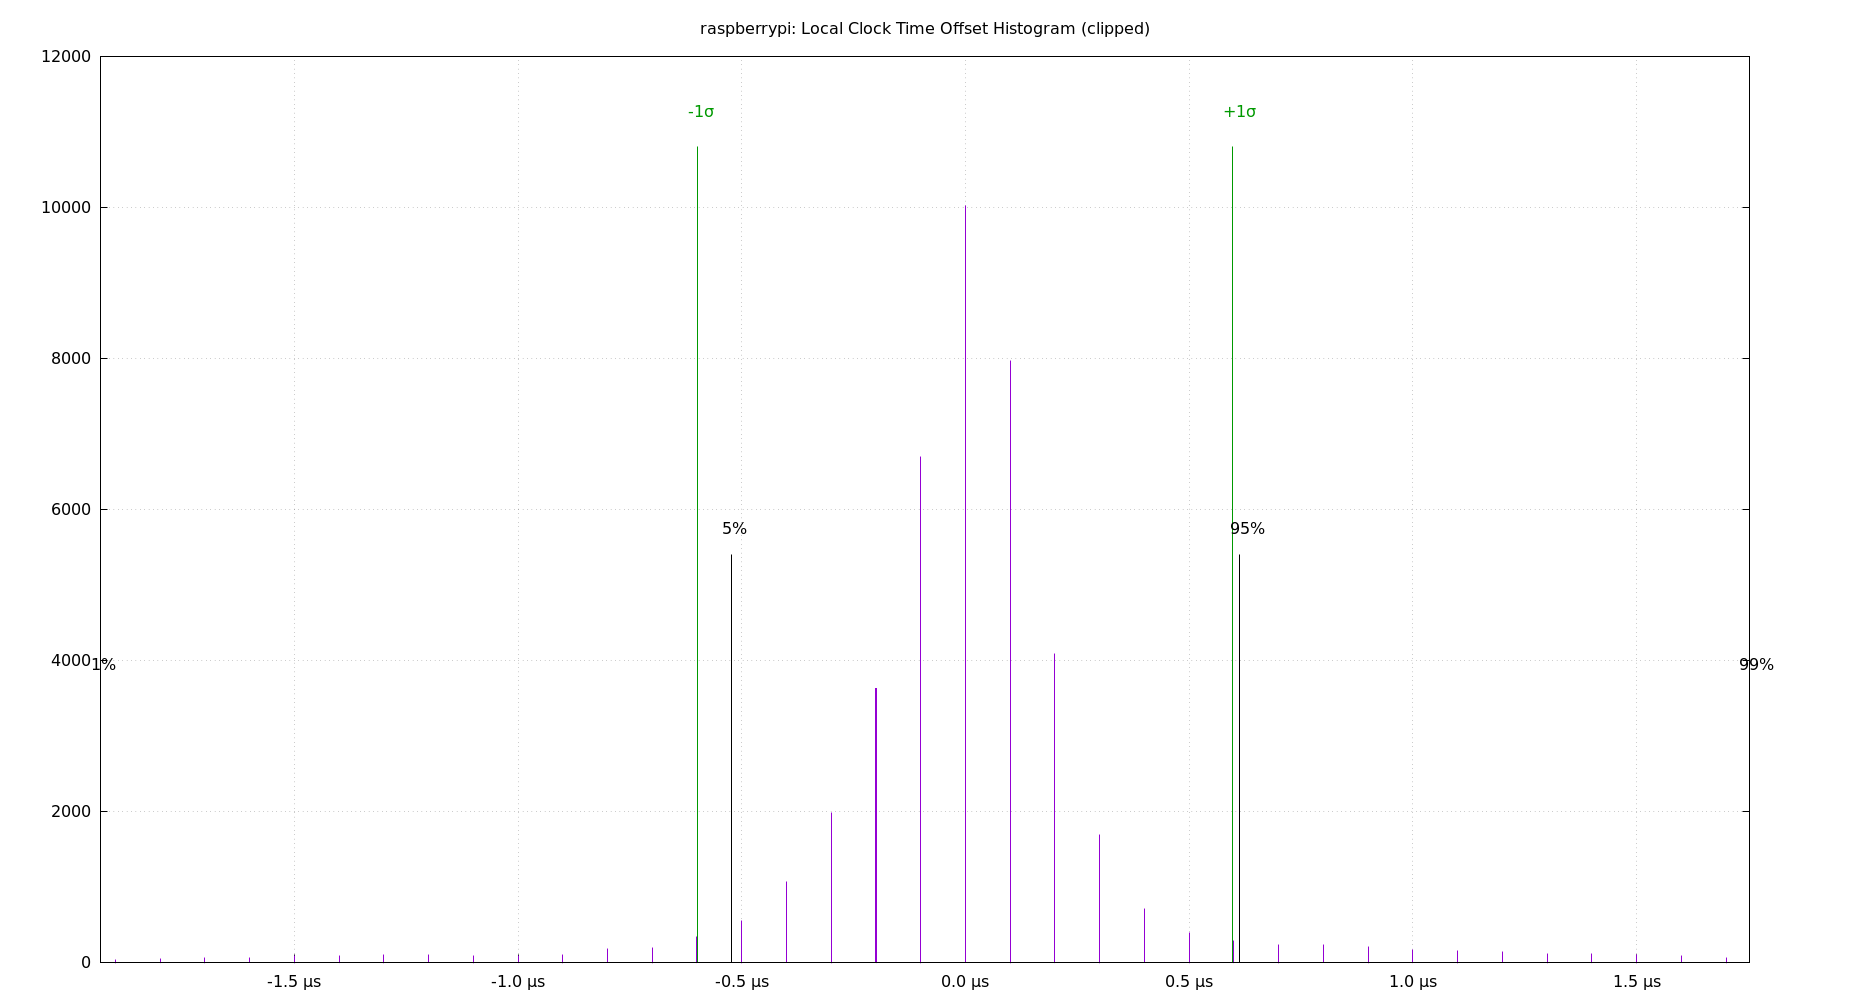 raspberrypi: Local Clock Time Offset Histogram (clipped)
12000
-1σ
+1σ
10000
8000
6000
5%
95%
4000
1%
99%
2000
0
-1.5 µs
-1.0 µs
-0.5 µs
0.0 µs
0.5 µs
1.0 µs
1.5 µs